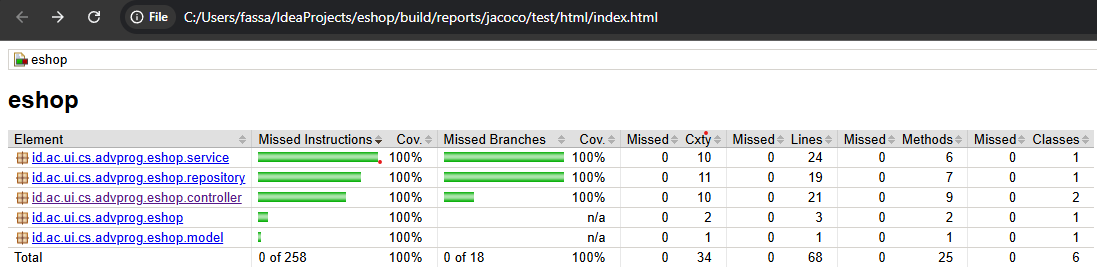 File C:/Users/fassa/IdeaProjects/eshop/build/reports/jacoco/test/html/index.html
eshop
eshop
Element Missed Instructions Cov. Missed Branches Cov. Missed Cxty Missed Lines Missed Methods Missed Classes
id.ac.ui.cs.advprog.eshop.service 100% 100% 0 10 0 24 0 6 0 1
id.ac.ui.cs.advprog.eshop.repository 100% 100% 0 11 0 19 0 7 0 1
id.ac.ui.cs.advprog.eshop.controller 100% 100% 0 10 0 21 0 9 0 2
id.ac.ui.cs.advprog.eshop 100% n/a 0 2 0 3 0 2 0 1
id.ac.ui.cs.advprog.eshop.model 100% n/a 0 1 0 1 0 1 0 1
Total 0 of 258 100% 0 of 18 100% 0 34 0 68 0 25 0 6